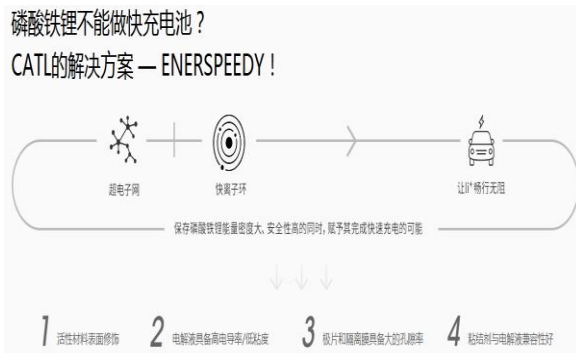 磷酸铁锂不能做快充电池？
CATL的解决方案 — ENERSPEEDY！
超电子网
快离子环
让li⁺畅行无阻
保存磷酸铁锂能量密度大、安全性高的同时，赋予其完成快速充电的可能
1 活性材料表面修饰
2 电解液具备高电导率/低粘度
3 极片和隔离膜具备大的孔隙率
4 粘结剂与电解液兼容性好